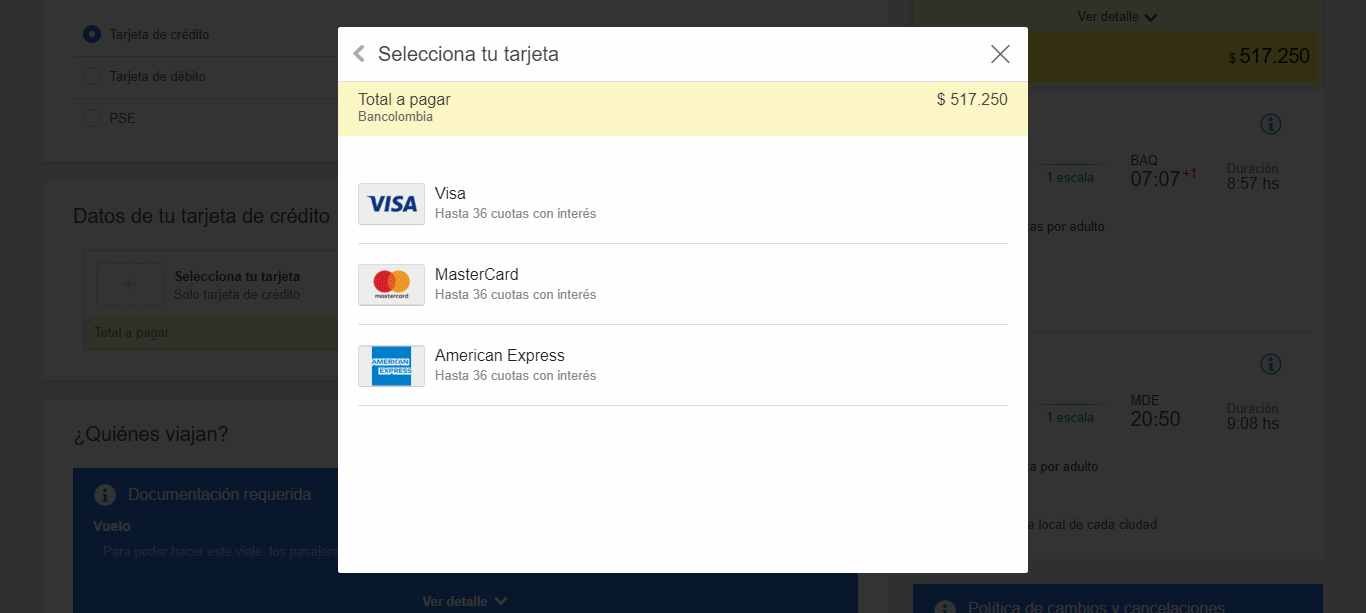 Tarjeta de crédito
Tarjeta de débito
PSE
Datos de tu tarjeta de crédito
Selecciona tu tarjeta
Solo tarjeta de crédito
Total a pagar
¿Quiénes viajan?
Documentación requerida
Vuelo
Para poder hacer este viaje, los pasajero
Ver detalle
Selecciona tu tarjeta
Total a pagar
$ 517.250
Bancolombia
VISA
Visa
Hasta 36 cuotas con interés
mastercard
MasterCard
Hasta 36 cuotas con interés
AMERICAN
EXPRESS
American Express
Hasta 36 cuotas con interés
Ver detalle
$ 517.250
BAQ
Duración
1 escala
07:07 +1
8:57 hs
as por adulto
MDE
Duración
1 escala
20:50
9:08 hs
a por adulto
a local de cada ciudad
Política de cambios y cancelaciones